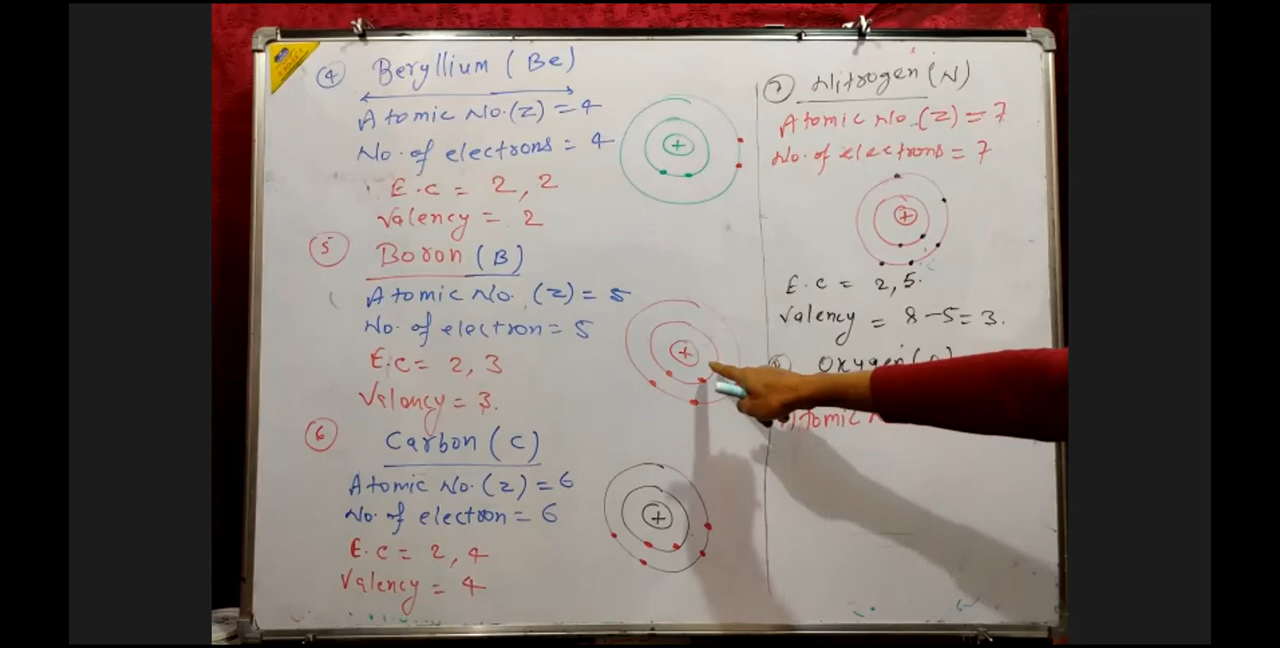 ④ Beryllium (Be)
Atomic No.(Z) = 4
No. of electrons = 4
E.C = 2, 2
Valency = 2
⑤ Boron (B)
Atomic No. (Z) = 5
No. of electron = 5
E.C = 2, 3
Valency = 3.
⑥ Carbon (C)
Atomic No. (Z) = 6
No. of electron = 6
E.C = 2, 4
Valency = 4
+
+
+
⑦ Nitrogen (N)
Atomic No. (Z) = 7
No. of electrons = 7
+
E.C = 2, 5.
Valency = 8-5=3.
Oxygen (
Atomic